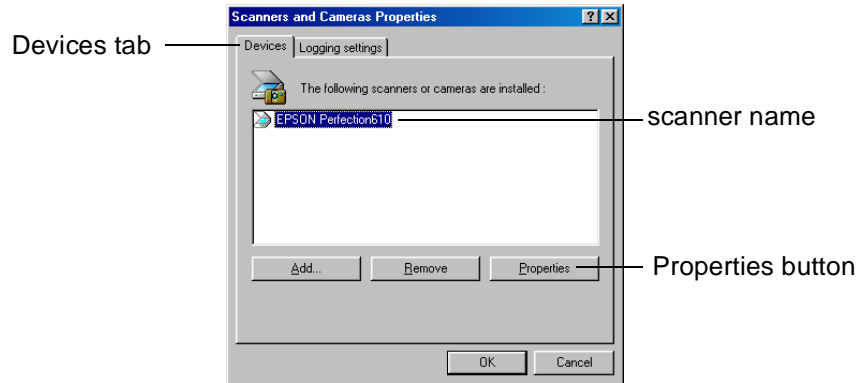 Scanners and Cameras Properties
Devices tab
Devices
Logging settings
The following scanners or cameras are installed :
EPSON Perfection610
scanner name
Add...
Remove
Properties
Properties button
OK
Cancel